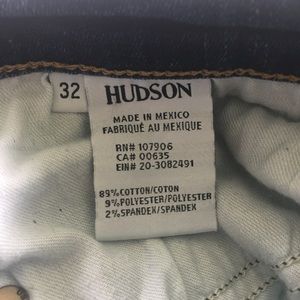 32
HUDSON
MADE IN MEXICO
FABRIQUÉ AU MEXIQUE
RN# 107906
CA# 00635
EIN# 20-3082491
89% COTTON/COTON
9% POLYESTER/POLYESTER
2% SPANDEX/SPANDEX